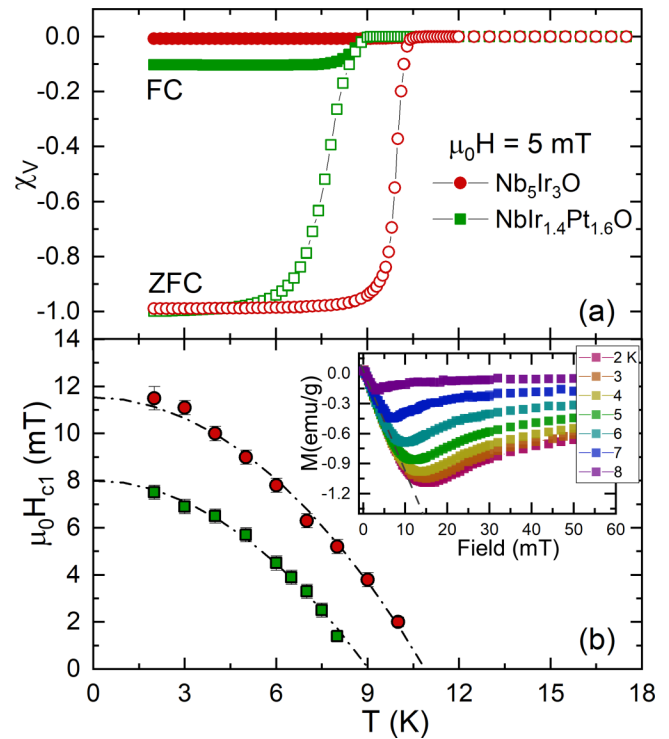 0.0
-0.2
-0.4
-0.6
-0.8
-1.0
χV
FC
ZFC
μ0H = 5 mT
Nb5Ir3O
NbIr1.4Pt1.6O
(a)
14
12
10
8
6
4
2
0
μ0Hc1 (mT)
0.0
-0.3
-0.6
-0.9
-1.2
M(emu/g)
0 10 20 30 40 50 60
Field (mT)
2 K
3
4
5
6
7
8
(b)
0 3 6 9 12 15 18
T (K)